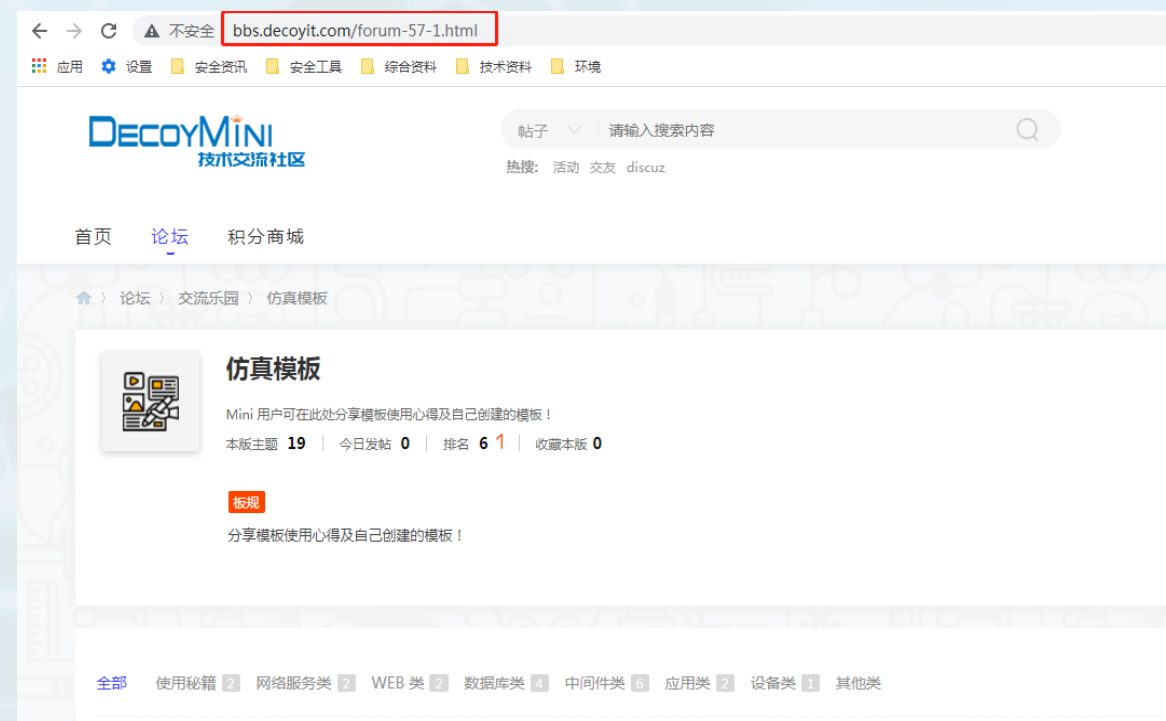 不安全 bbs.decoyit.com/forum-57-1.html
应用 设置 安全资讯 安全工具 综合资料 技术资料 环境
DECOYMINI
技术交流社区
帖子 请输入搜索内容
热搜: 活动 交友 discuz
首页 论坛 积分商城
论坛 〉 交流乐园 〉 仿真模板
仿真模板
Mini 用户可在此处分享模板使用心得及自己创建的模板！
本版主题 19 | 今日发帖 0 | 排名 6 1 | 收藏本版 0
板规
分享模板使用心得及自己创建的模板！
全部 使用秘籍 2 网络服务类 2 WEB 类 2 数据库类 4 中间件类 6 应用类 2 设备类 1 其他类